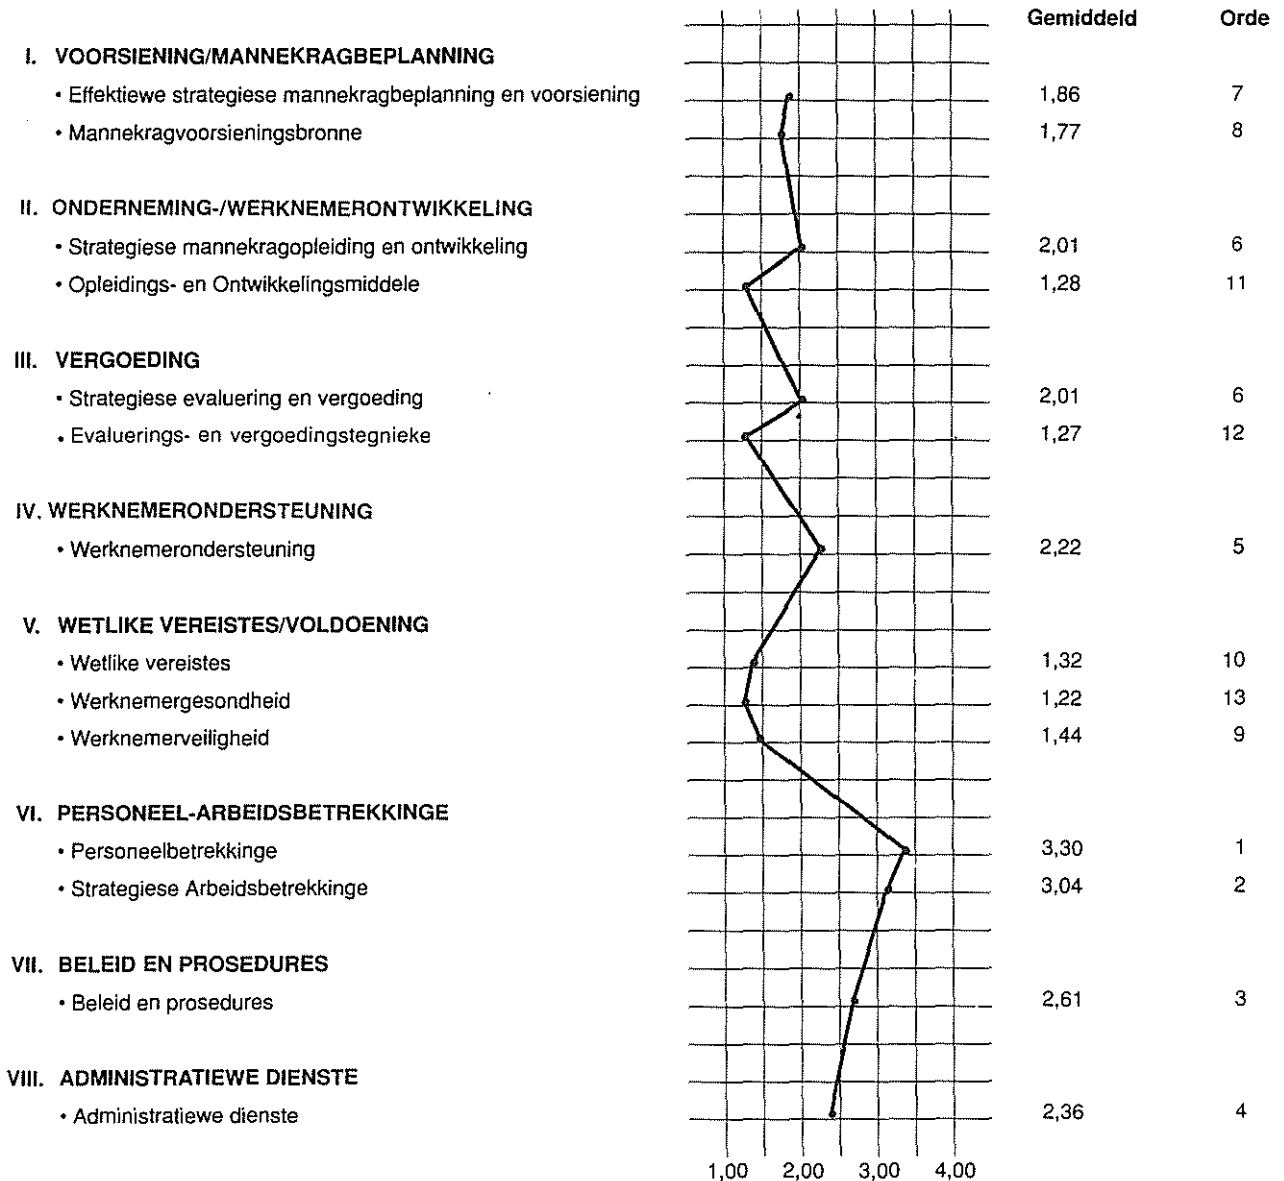 Gemiddeld Orde
I. VOORSIENING/MANNEKRAGBEPLANNING
• Effektiewe strategiese mannekragbeplanning en voorsiening 1,86 7
• Mannekragvoorsieningsbronne 1,77 8
II. ONDERNEMING-/WERKNEMERONTWIKKELING
• Strategiese mannekragopleiding en ontwikkeling 2,01 6
• Opleidings- en Ontwikkelingsmiddele 1,28 11
III. VERGOEDING
• Strategiese evaluering en vergoeding 2,01 6
• Evaluerings- en vergoedingstegnieke 1,27 12
IV. WERKNEMERONDERSTEUNING
• Werknemerondersteuning 2,22 5
V. WETLIKE VEREISTES/VOLDOENING
• Wetlike vereistes 1,32 10
• Werknemergesondheid 1,22 13
• Werknemerveiligheid 1,44 9
VI. PERSONEEL-ARBEIDSBETREKKINGE
• Personeelbetrekkinge 3,30 1
• Strategiese Arbeidsbetrekkinge 3,04 2
VII. BELEID EN PROSEDURES
• Beleid en prosedures 2,61 3
VIII. ADMINISTRATIEWE DIENSTE
• Administratiewe dienste 2,36 4
1,00 2,00 3,00 4,00